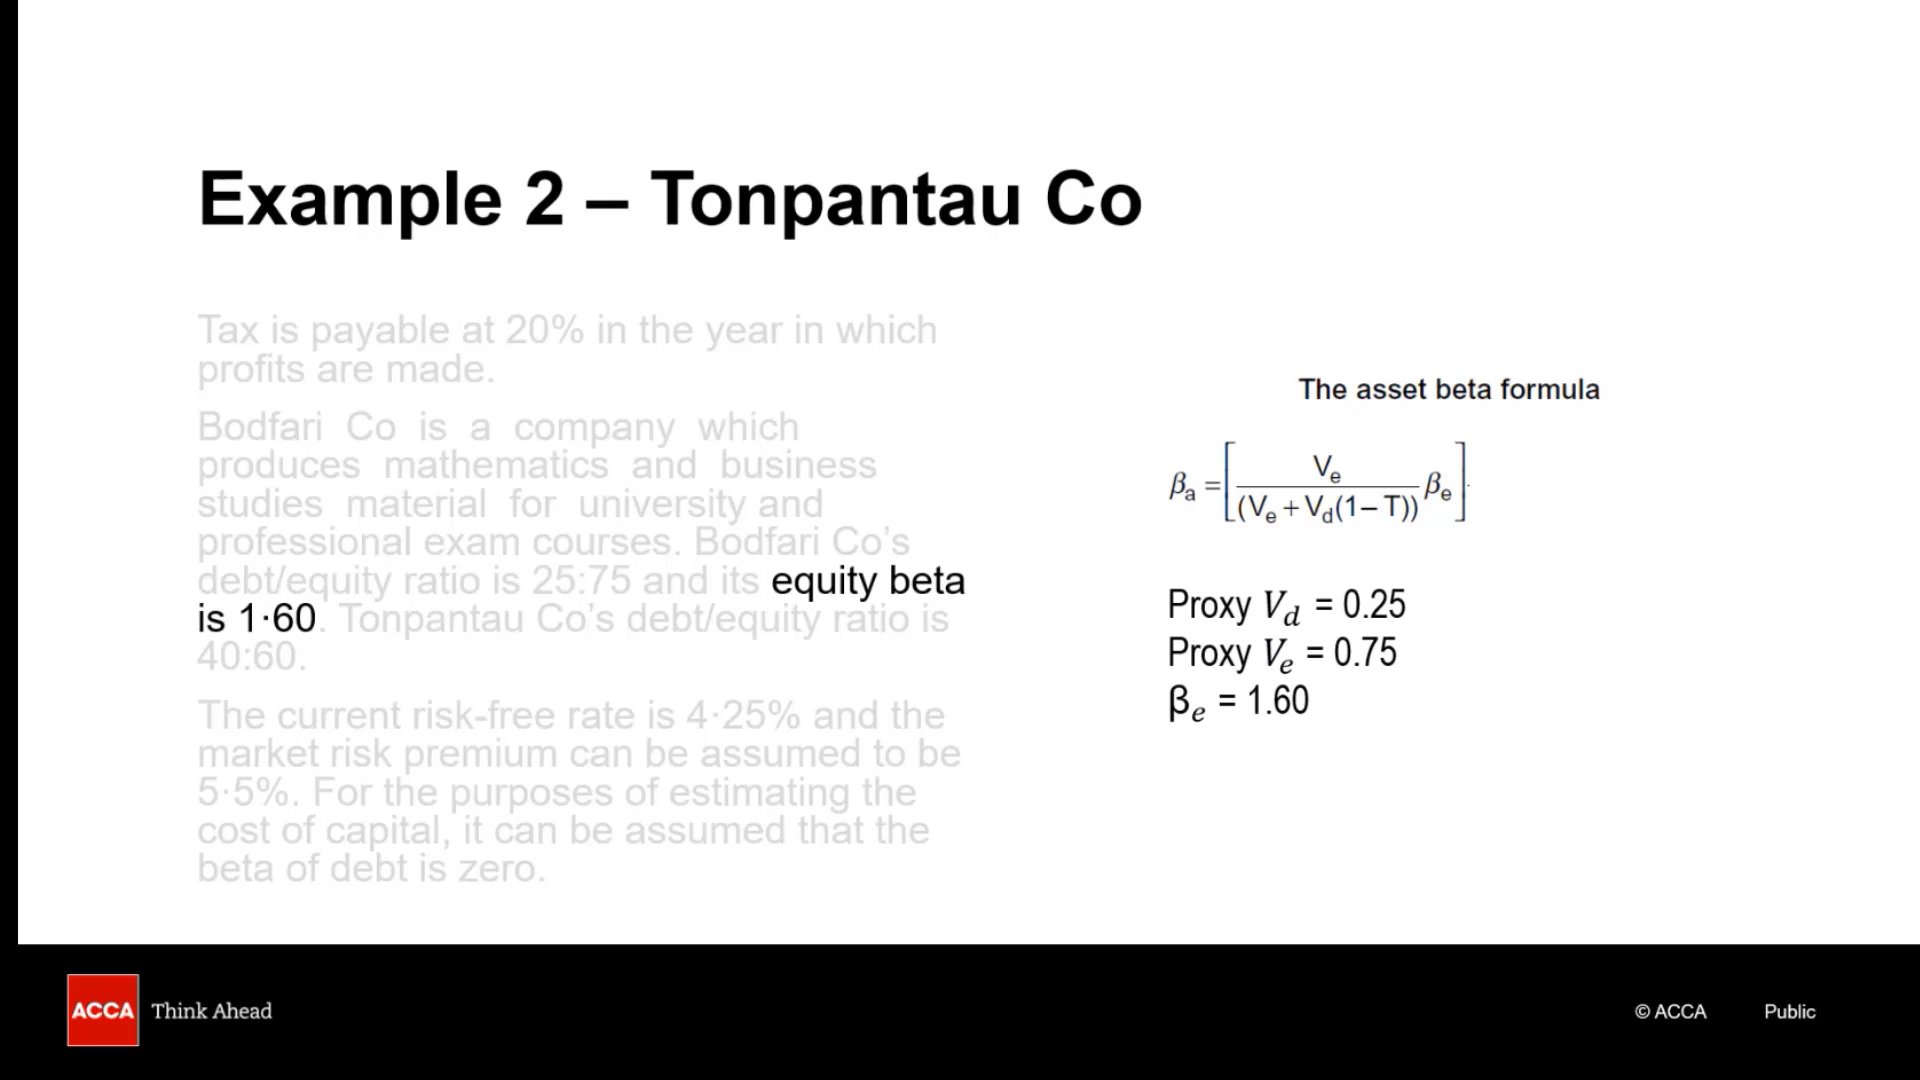 Example 2 – Tonpantau Co
Tax is payable at 20% in the year in which
profits are made.
Bodfari Co is a company which
produces mathematics and business
studies material for university and
professional exam courses. Bodfari Co’s
debt/equity ratio is 25:75 and its equity beta
is 1·60. Tonpantau Co’s debt/equity ratio is
40:60.
The current risk-free rate is 4·25% and the
market risk premium can be assumed to be
5·5%. For the purposes of estimating the
cost of capital, it can be assumed that the
beta of debt is zero.
The asset beta formula
βa = [ Ve / (Ve + Vd(1 – T)) βe ]
Proxy Vd = 0.25
Proxy Ve = 0.75
βe = 1.60
ACCA Think Ahead
© ACCA Public